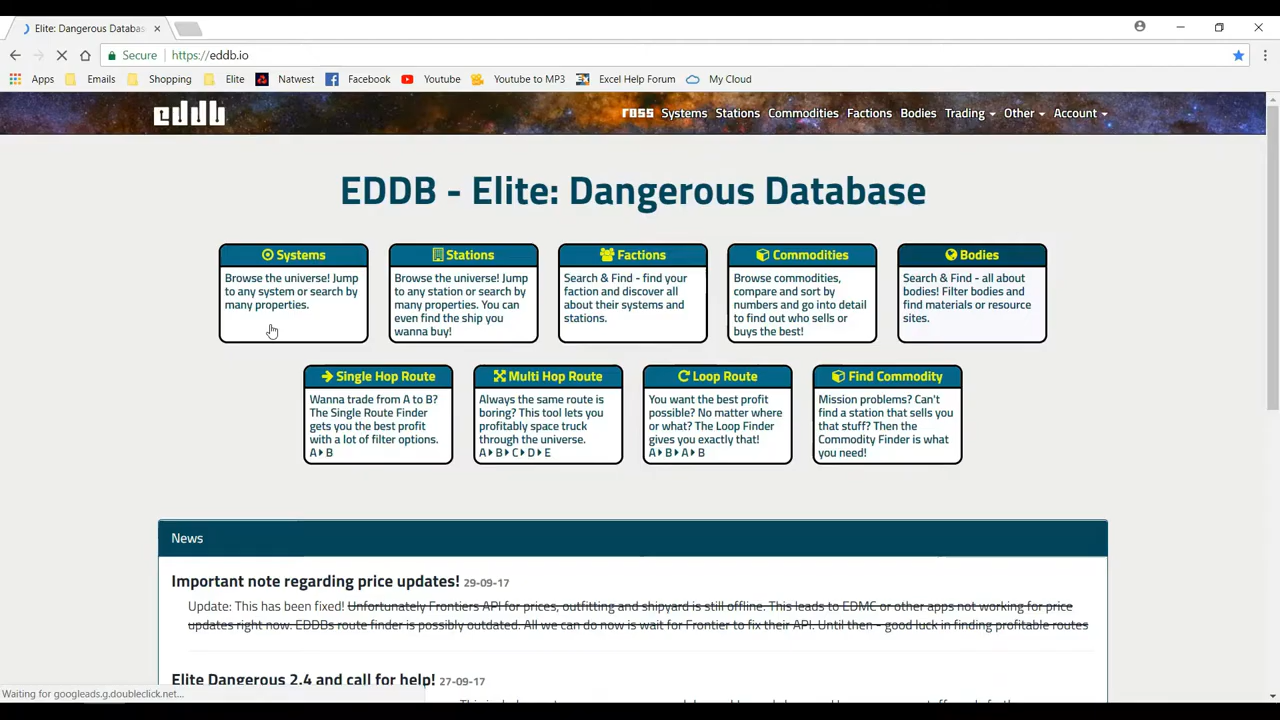 Elite: Dangerous Databas
Secure https://eddb.io
Apps Emails Shopping Elite Natwest Facebook Youtube Youtube to MP3 Excel Help Forum My Cloud
eddb ross Systems Stations Commodities Factions Bodies Trading Other Account
EDDB - Elite: Dangerous Database
Systems
Browse the universe! Jump
to any system or search by
many properties.
Stations
Browse the universe! Jump
to any station or search by
many properties. You can
even find the ship you
wanna buy!
Factions
Search & Find - find your
faction and discover all
about their systems and
stations.
Commodities
Browse commodities,
compare and sort by
numbers and go into detail
to find out who sells or
buys the best!
Bodies
Search & Find - all about
bodies! Filter bodies and
find materials or resource
sites.
Single Hop Route
Wanna trade from A to B?
The Single Route Finder
gets you the best profit
with a lot of filter options.
A B
Multi Hop Route
Always the same route is
boring? This tool lets you
profitably space truck
through the universe.
A B C D E
Loop Route
You want the best profit
possible? No matter where
or what? The Loop Finder
gives you exactly that!
A B A B
Find Commodity
Mission problems? Can't
find a station that sells you
that stuff? Then the
Commodity Finder is what
you need!
News
Important note regarding price updates! 29-09-17
Update: This has been fixed! Unfortunately Frontiers API for prices, outfitting and shipyard is still offline. This leads to EDMC or other apps not working for price
updates right now. EDDBs route finder is possibly outdated. All we can do now is wait for Frontier to fix their API. Until then - good luck in finding profitable routes
Elite Dangerous 2.4 and call for help! 27-09-17
Waiting for googleads.g.doubleclick.net...